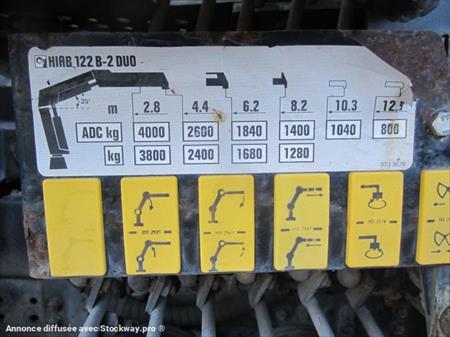 HIAB 122 B-2 DUO
25°
m 2.8 4.4 6.2 8.2 10.3 12.5
ADC kg 4000 2600 1840 1400 1040 800
kg 3800 2400 1680 1280
Annonce diffusée avec Stockway.pro ®